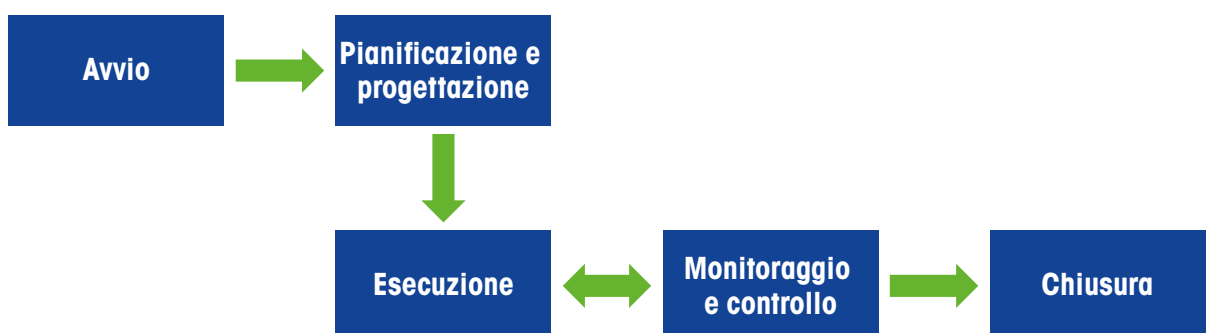 Avvio
Pianificazione e
progettazione
Esecuzione
Monitoraggio
e controllo
Chiusura